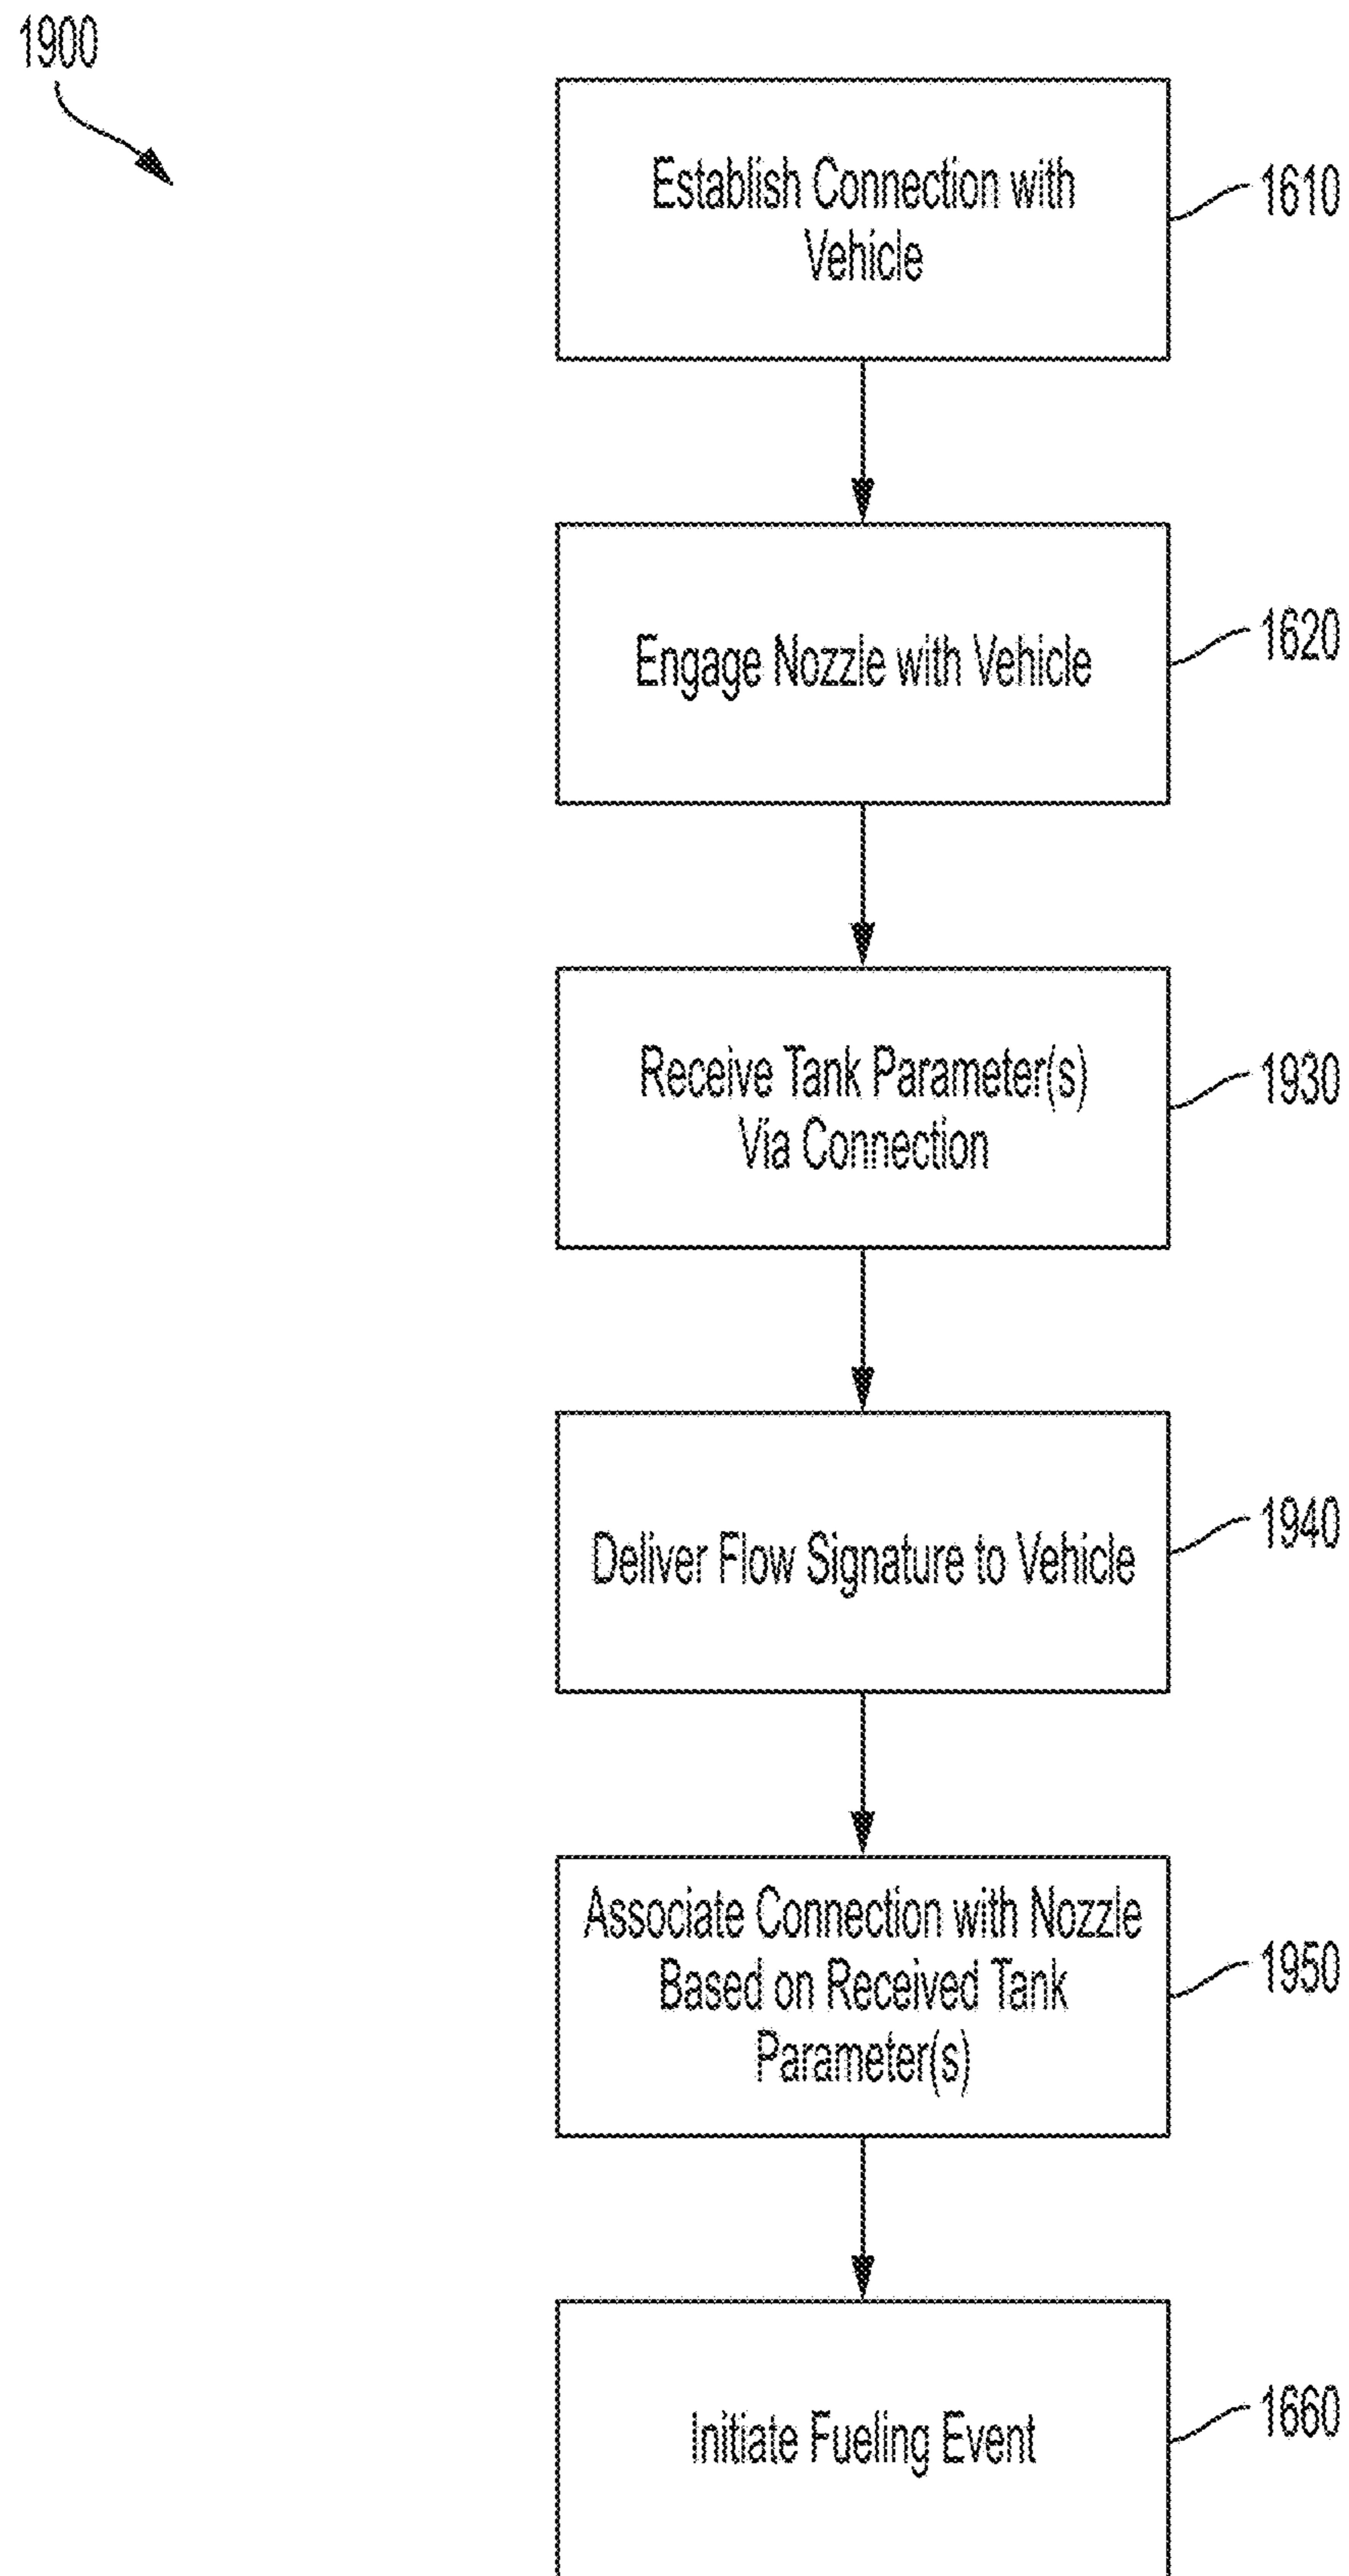 1900
Establish Connection with
Vehicle
1610
Engage Nozzle with Vehicle
1620
Receive Tank Parameter(s)
Via Connection
1930
Deliver Flow Signature to Vehicle
1940
Associate Connection with Nozzle
Based on Received Tank
Parameter(s)
1950
Initiate Fueling Event
1660